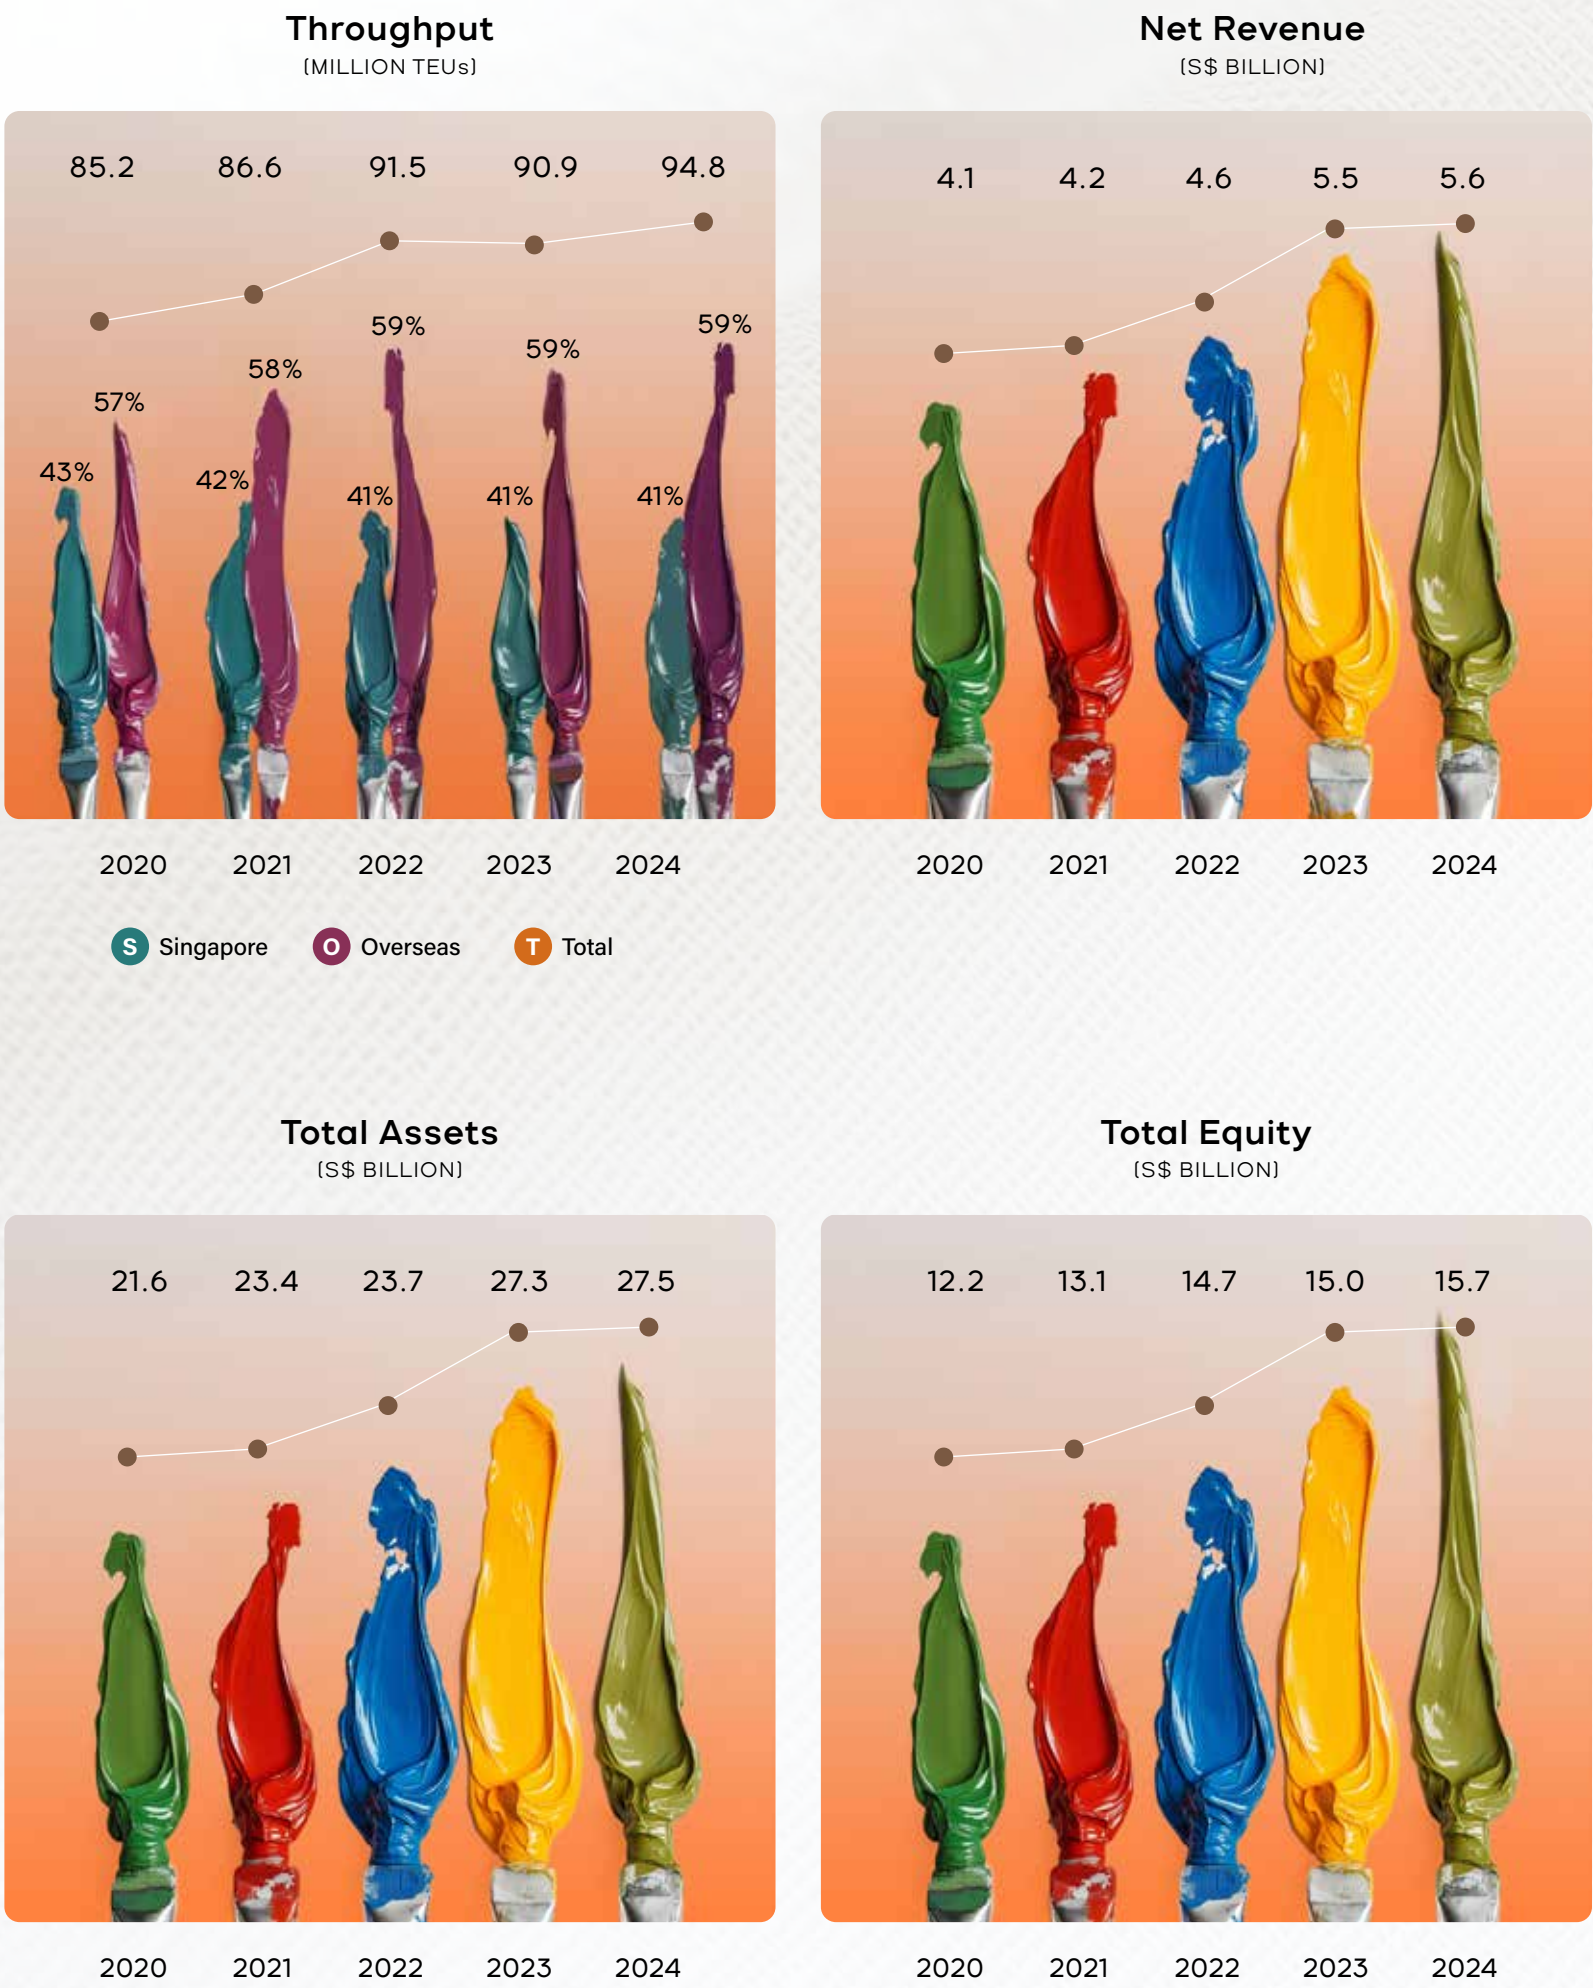 Throughput
(MILLION TEUs)
85.2 86.6 91.5 90.9 94.8
43% 57% 42% 58% 41% 59% 41% 59% 41% 59%
2020 2021 2022 2023 2024
S Singapore O Overseas T Total
Net Revenue
(S$ BILLION)
4.1 4.2 4.6 5.5 5.6
2020 2021 2022 2023 2024
Total Assets
(S$ BILLION)
21.6 23.4 23.7 27.3 27.5
2020 2021 2022 2023 2024
Total Equity
(S$ BILLION)
12.2 13.1 14.7 15.0 15.7
2020 2021 2022 2023 2024